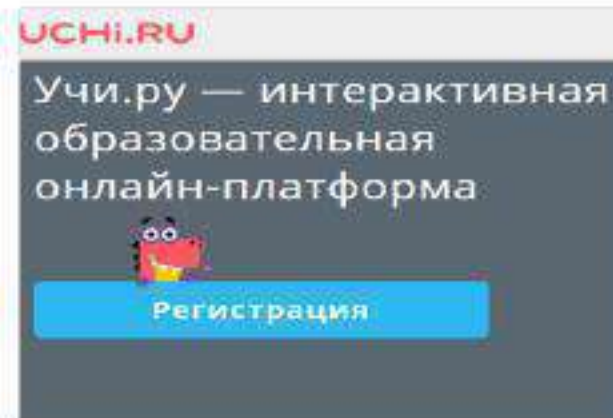 UCHi.RU
Учи.ру — интерактивная
образовательная
онлайн-платформа
Регистрация